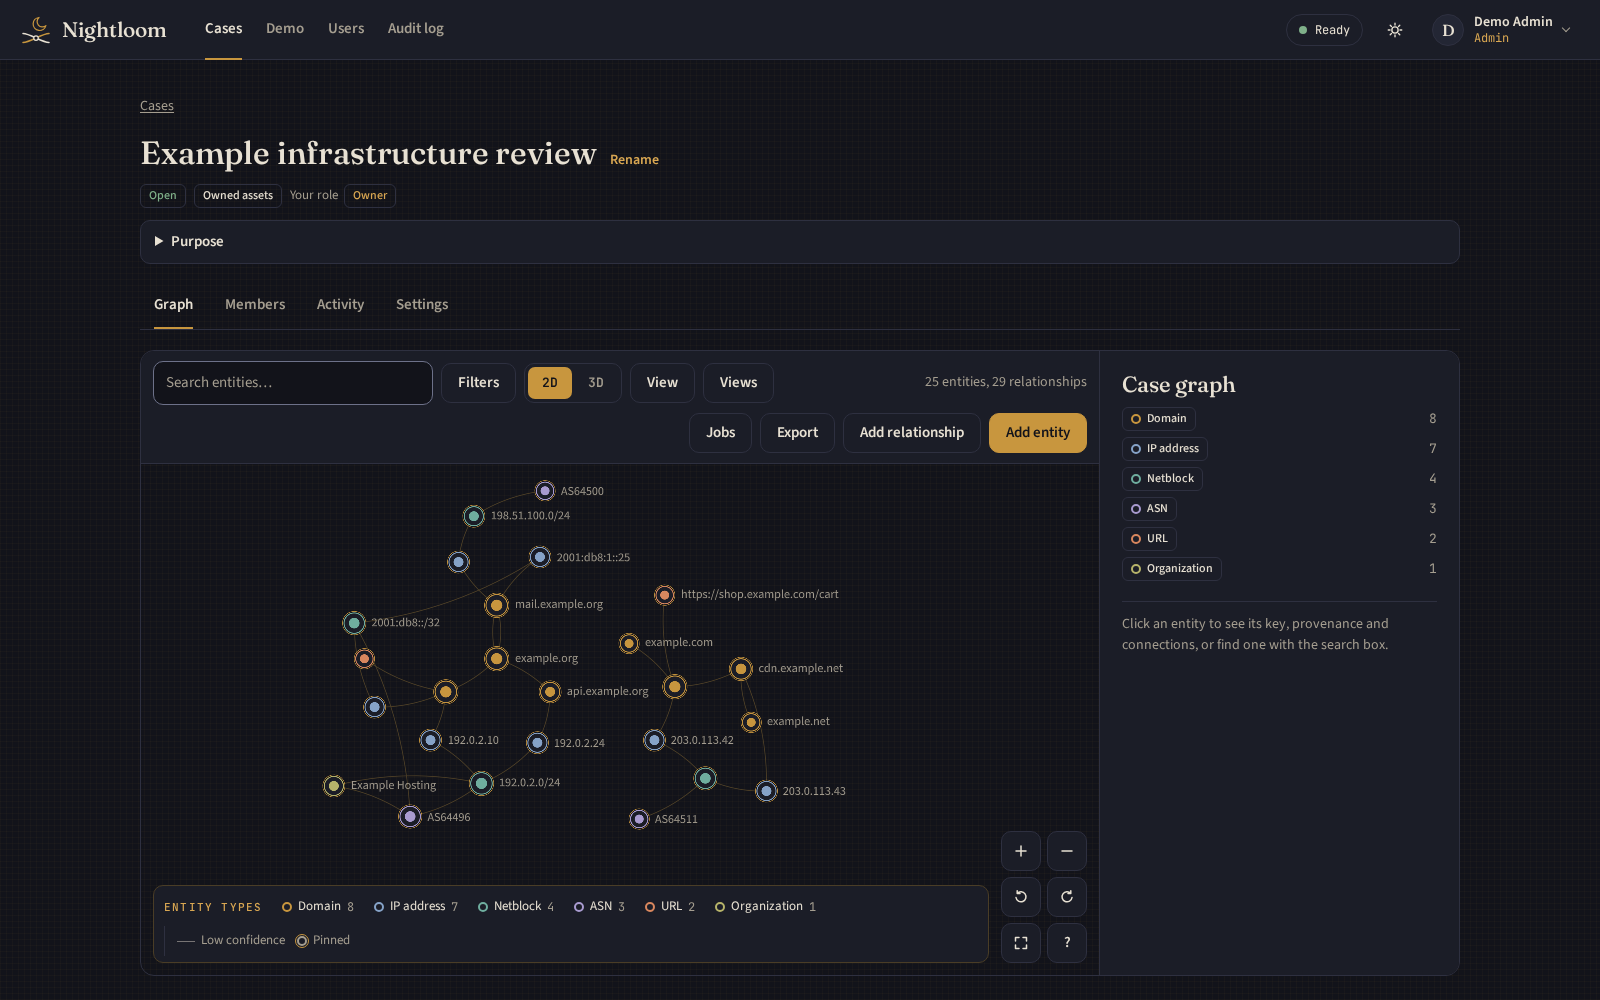 Nightloom
Cases Demo Users Audit log
Ready
D
Demo Admin
Admin
Cases
Example infrastructure review Rename
Open Owned assets Your role Owner
Purpose
Graph Members Activity Settings
Search entities... Filters 2D 3D View Views 25 entities, 29 relationships
Jobs Export Add relationship Add entity
AS64500
198.51.100.0/24
2001:db8:1::25
https://shop.example.com/cart
mail.example.org
2001:db8::/32
example.com
example.org
cdn.example.net
api.example.org
example.net
192.0.2.10
192.0.2.24
203.0.113.42
Example Hosting
192.0.2.0/24
203.0.113.43
AS64496
AS64511
ENTITY TYPES Domain 8 IP address 7 Netblock 4 ASN 3 URL 2 Organization 1
Low confidence Pinned
?
Case graph
Domain 8
IP address 7
Netblock 4
ASN 3
URL 2
Organization 1
Click an entity to see its key, provenance and
connections, or find one with the search box.